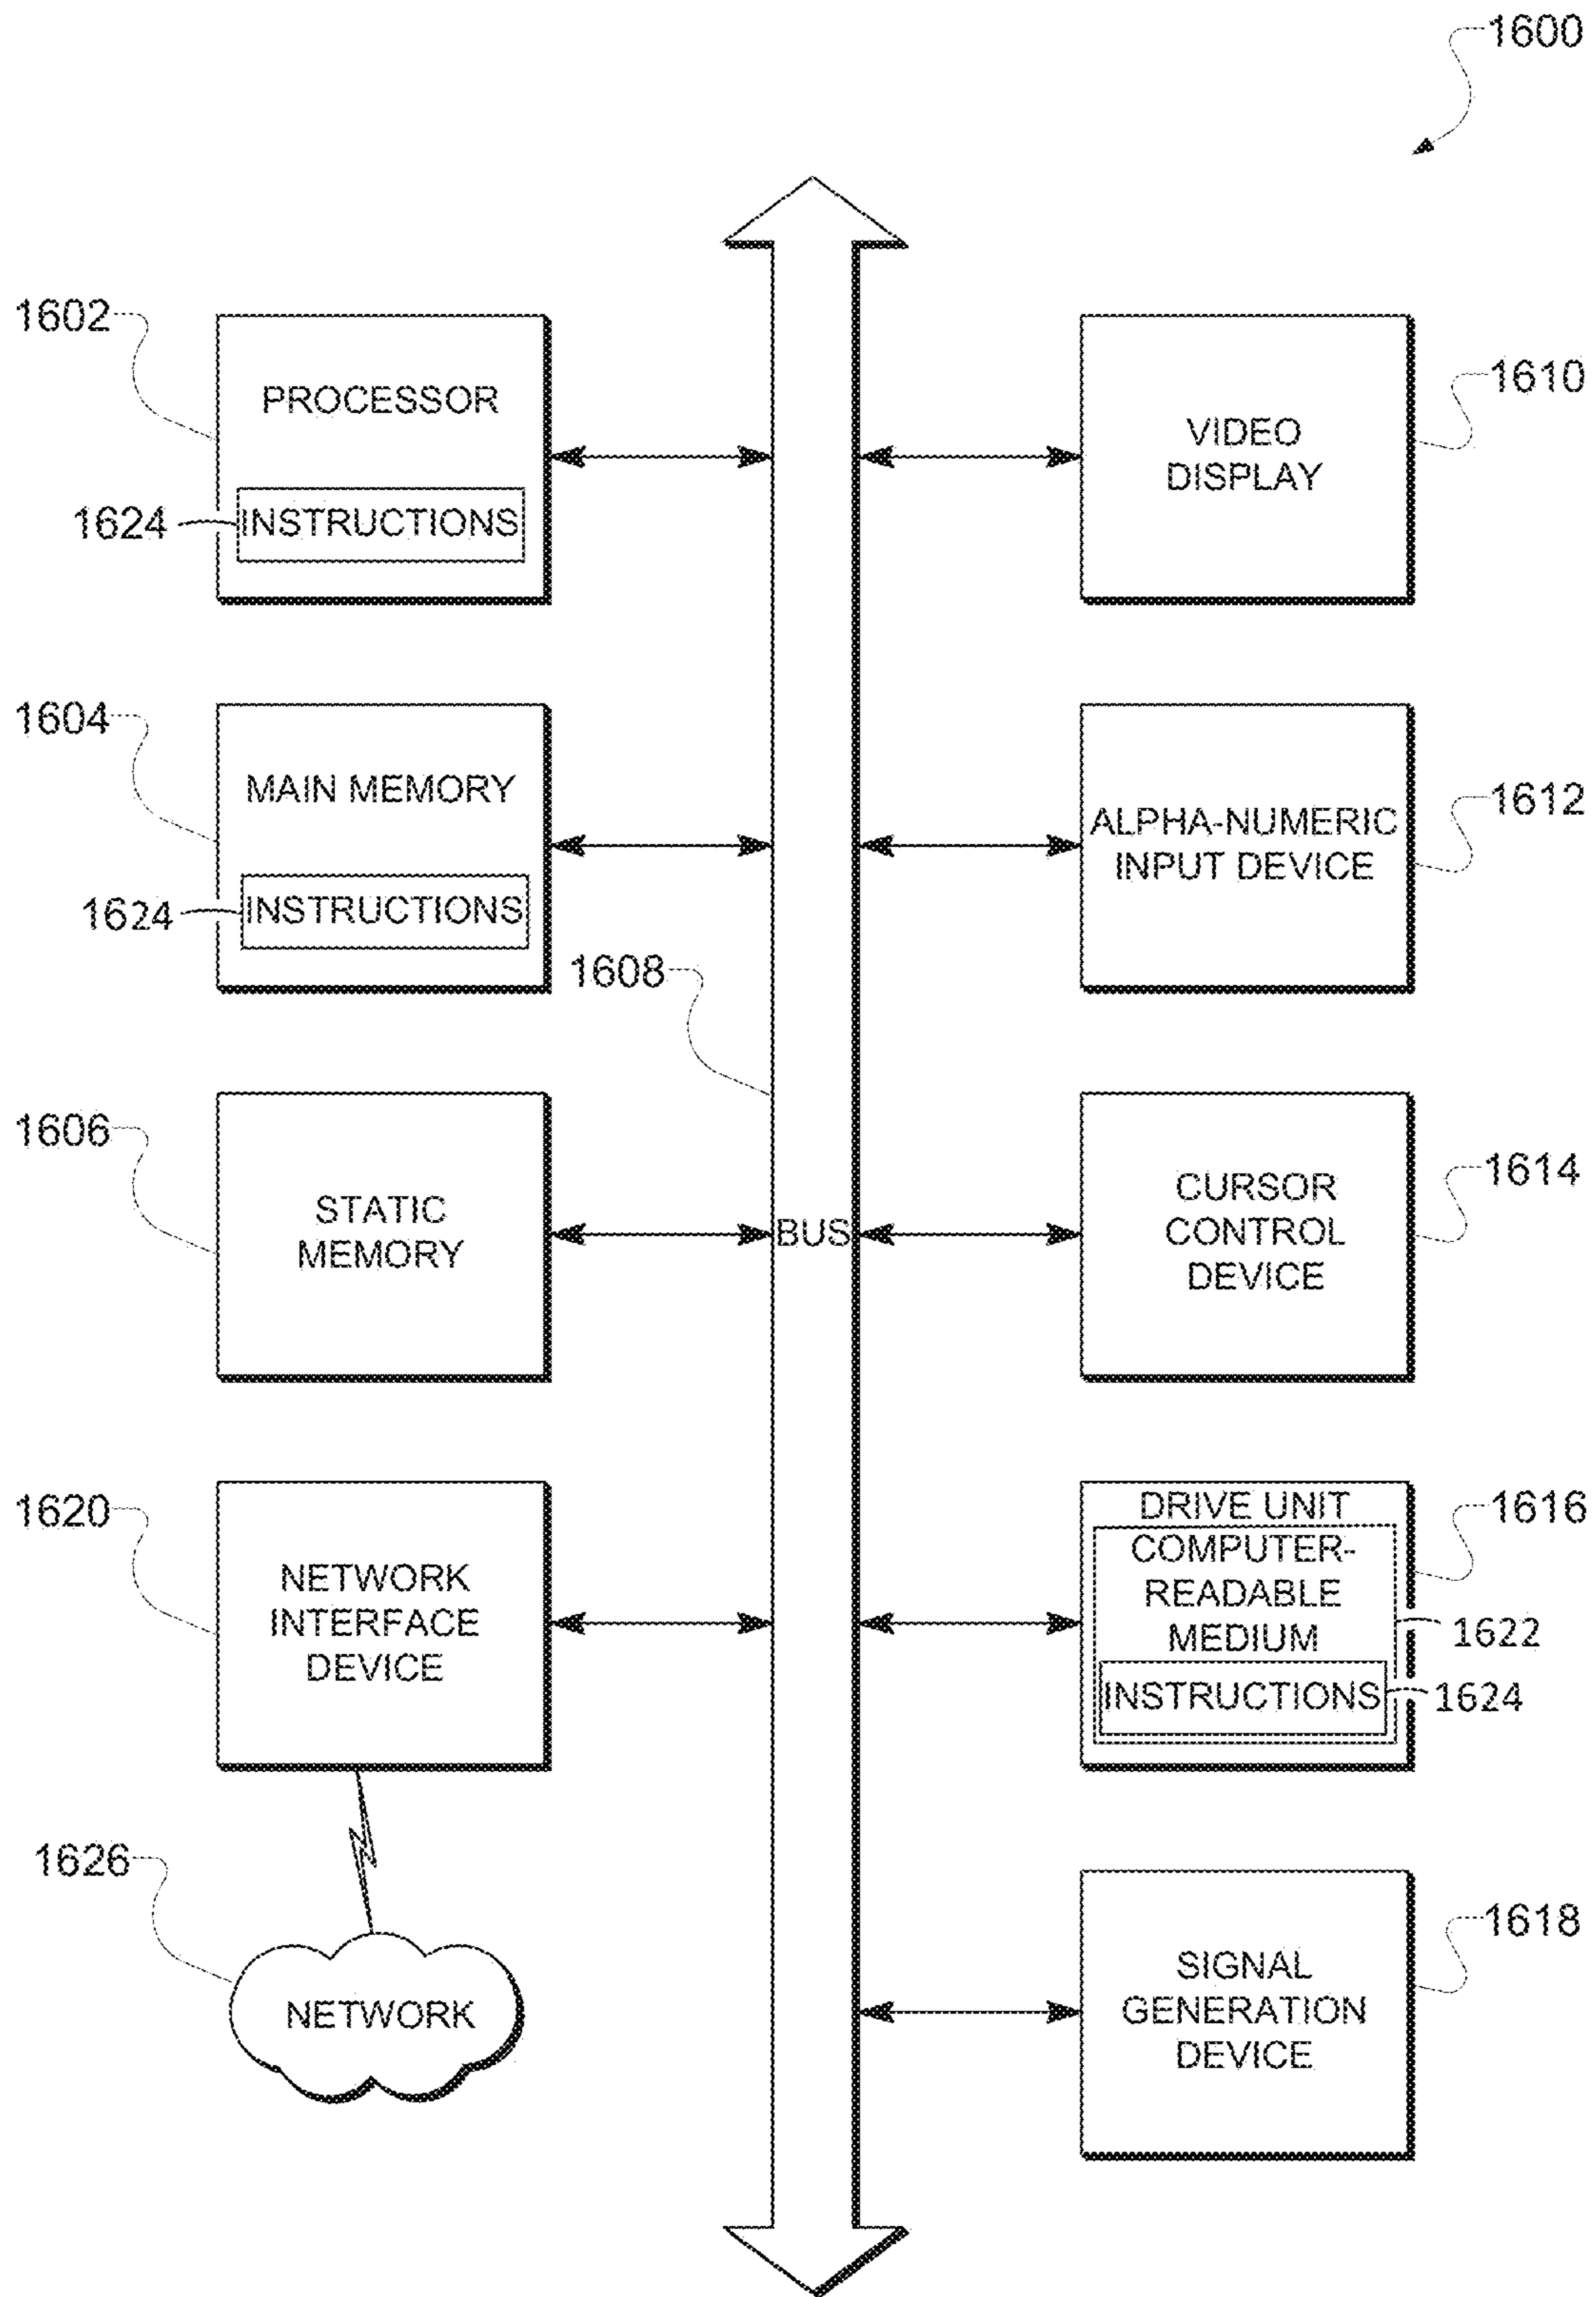 1600
1602
PROCESSOR
1624
INSTRUCTIONS
1610
VIDEO
DISPLAY
1604
MAIN MEMORY
1624
INSTRUCTIONS
1612
ALPHA-NUMERIC
INPUT DEVICE
1608
BUS
1606
STATIC
MEMORY
1614
CURSOR
CONTROL
DEVICE
1620
NETWORK
INTERFACE
DEVICE
1616
DRIVE UNIT
COMPUTER-
READABLE
MEDIUM
1622
INSTRUCTIONS
1624
1626
NETWORK
1618
SIGNAL
GENERATION
DEVICE